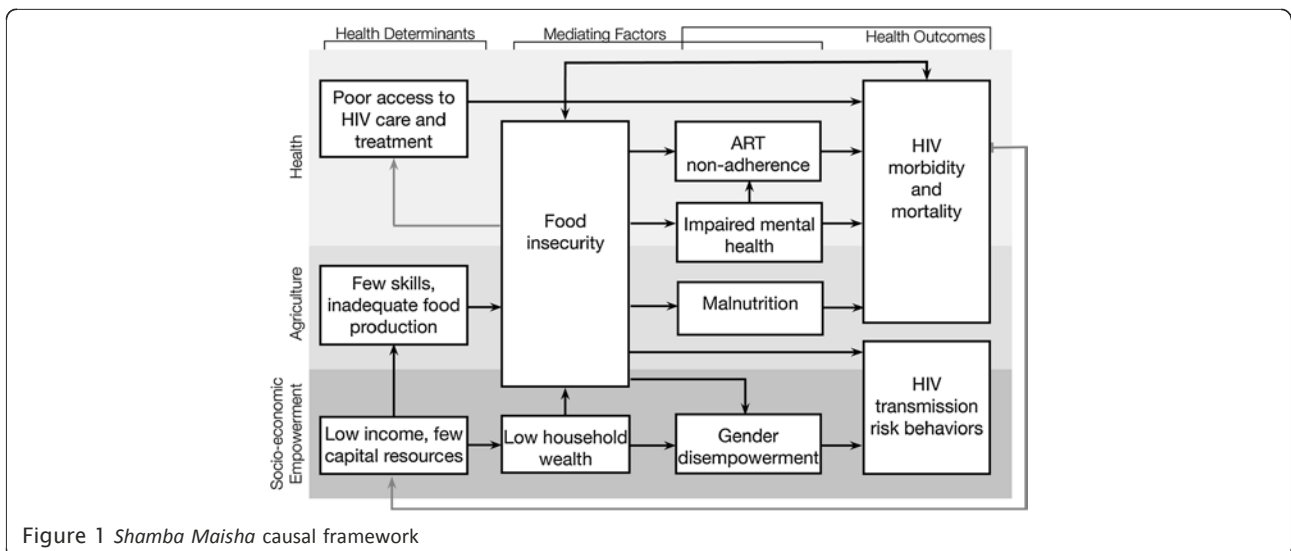 Health Determinants
Mediating Factors
Health Outcomes
Health
Agriculture
Socio-economic
Empowerment
Poor access to
HIV care and
treatment
Few skills,
inadequate food
production
Low income, few
capital resources
Food
insecurity
Low household
wealth
ART
non-adherence
Impaired mental
health
Malnutrition
Gender
disempowerment
HIV
morbidity
and
mortality
HIV
transmission
risk behaviors
Figure 1 Shamba Maisha causal framework